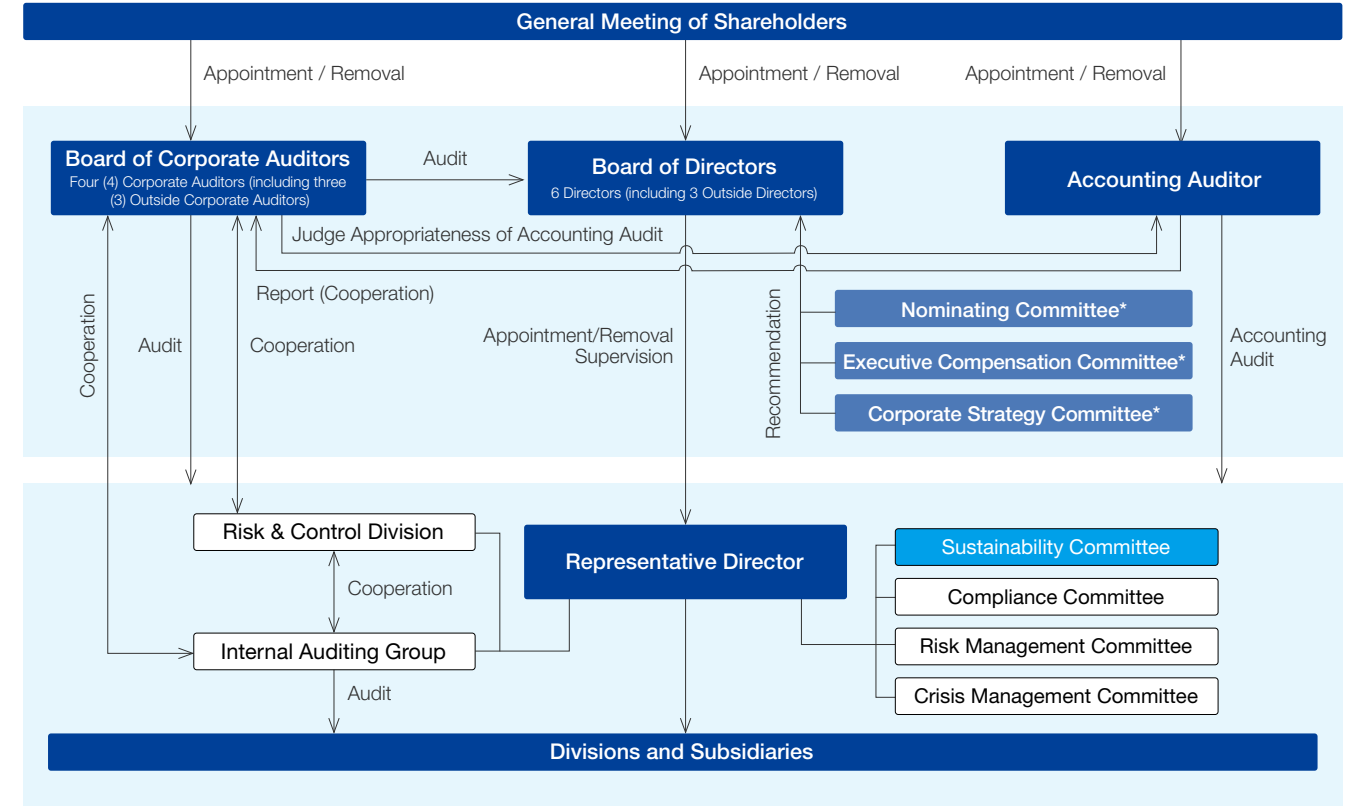 General Meeting of Shareholders
Appointment / Removal
Appointment / Removal
Appointment / Removal
Board of Corporate Auditors
Four (4) Corporate Auditors (including three
(3) Outside Corporate Auditors)
Audit
Board of Directors
6 Directors (including 3 Outside Directors)
Accounting Auditor
Judge Appropriateness of Accounting Audit
Report (Cooperation)
Cooperation
Audit
Cooperation
Appointment/Removal
Supervision
Recommendation
Nominating Committee*
Executive Compensation Committee*
Corporate Strategy Committee*
Accounting
Audit
Risk & Control Division
Cooperation
Internal Auditing Group
Audit
Representative Director
Sustainability Committee
Compliance Committee
Risk Management Committee
Crisis Management Committee
Divisions and Subsidiaries